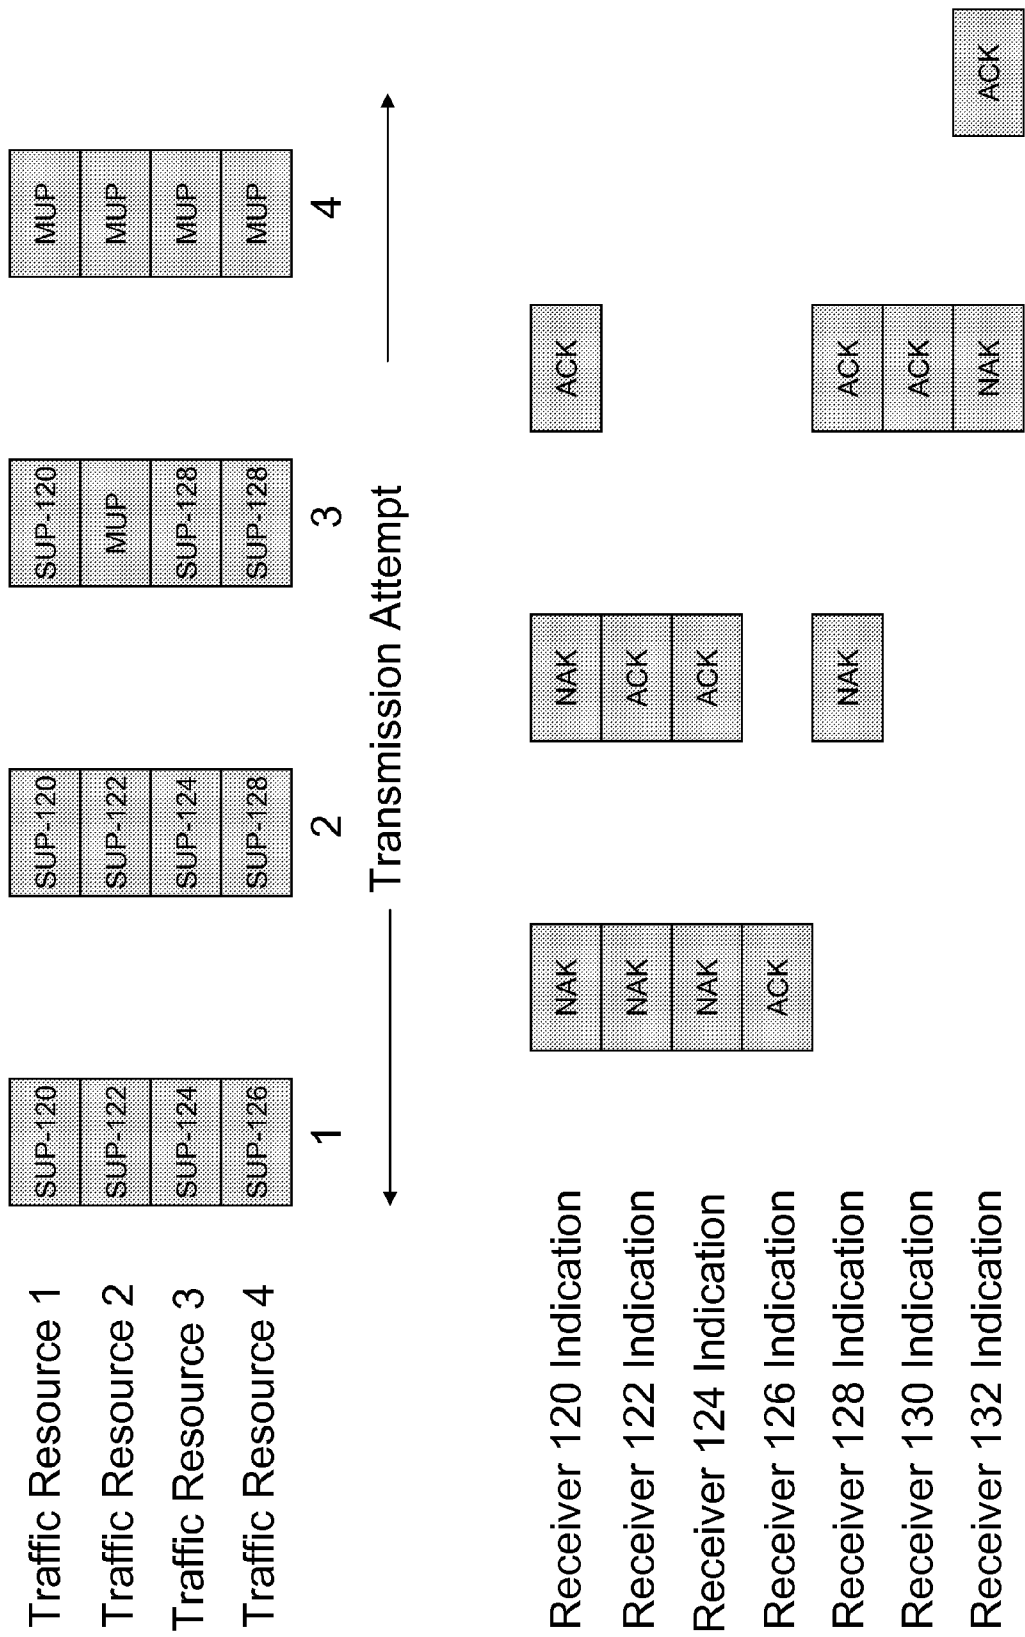 Traffic Resource 1 SUP-120 SUP-120 SUP-120 MUP
Traffic Resource 2 SUP-122 SUP-122 MUP MUP
Traffic Resource 3 SUP-124 SUP-124 SUP-128 MUP
Traffic Resource 4 SUP-126 SUP-128 SUP-128 MUP
1 2 3 4
Transmission Attempt
Receiver 120 Indication NAK NAK ACK
Receiver 122 Indication NAK ACK
Receiver 124 Indication NAK ACK
Receiver 126 Indication ACK
Receiver 128 Indication NAK ACK
Receiver 130 Indication ACK
Receiver 132 Indication NAK ACK